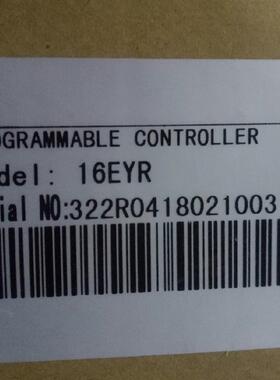 OGRAMMABLE CONTROLLER
del: 16EYR
ial NO:322R0418021003